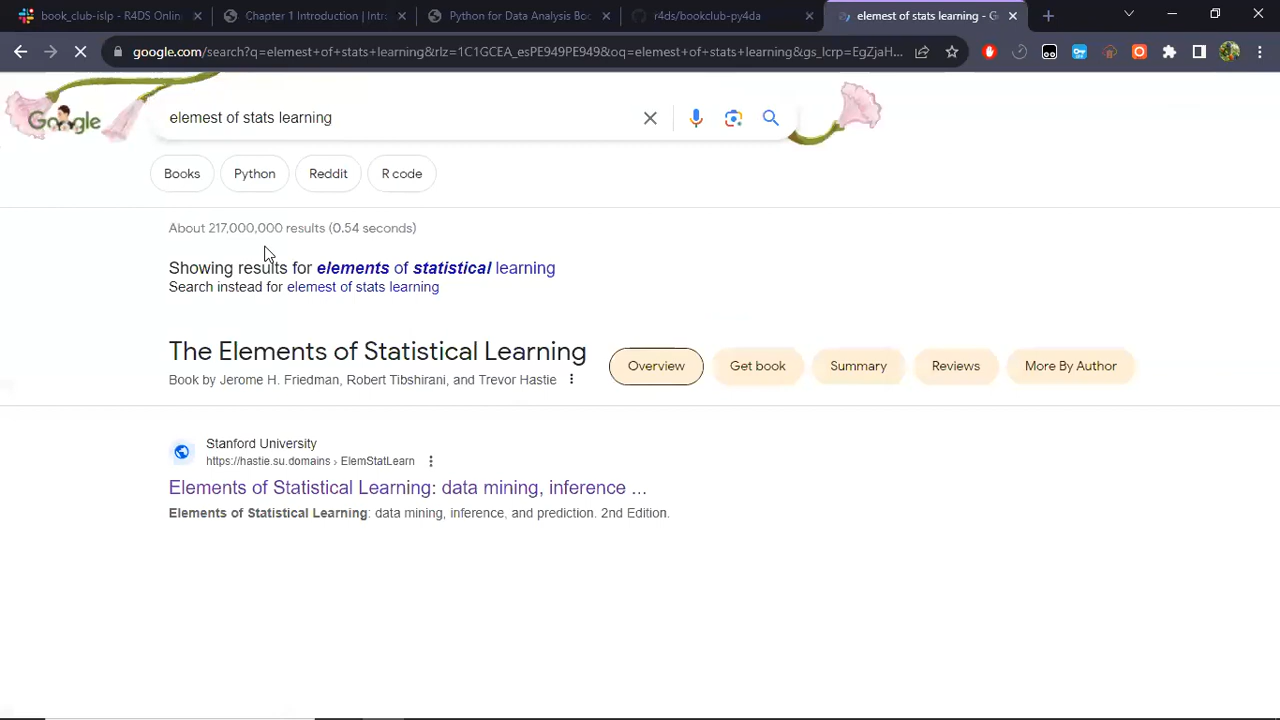 book_club-islp - R4DS Onlin
Chapter 1 Introduction | Intr
Python for Data Analysis Boo
r4ds/bookclub-py4da
elemest of stats learning - G
google.com/search?q=elemest+of+stats+learning&rlz=1C1GCEA_esPE949PE949&oq=elemest+of+stats+learning&gs_lcrp=EgZjaH...
Google
elemest of stats learning
Books
Python
Reddit
R code
About 217,000,000 results (0.54 seconds)
Showing results for elements of statistical learning
Search instead for elemest of stats learning
The Elements of Statistical Learning
Book by Jerome H. Friedman, Robert Tibshirani, and Trevor Hastie
Overview
Get book
Summary
Reviews
More By Author
Stanford University
https://hastie.su.domains › ElemStatLearn
Elements of Statistical Learning: data mining, inference ...
Elements of Statistical Learning: data mining, inference, and prediction. 2nd Edition.